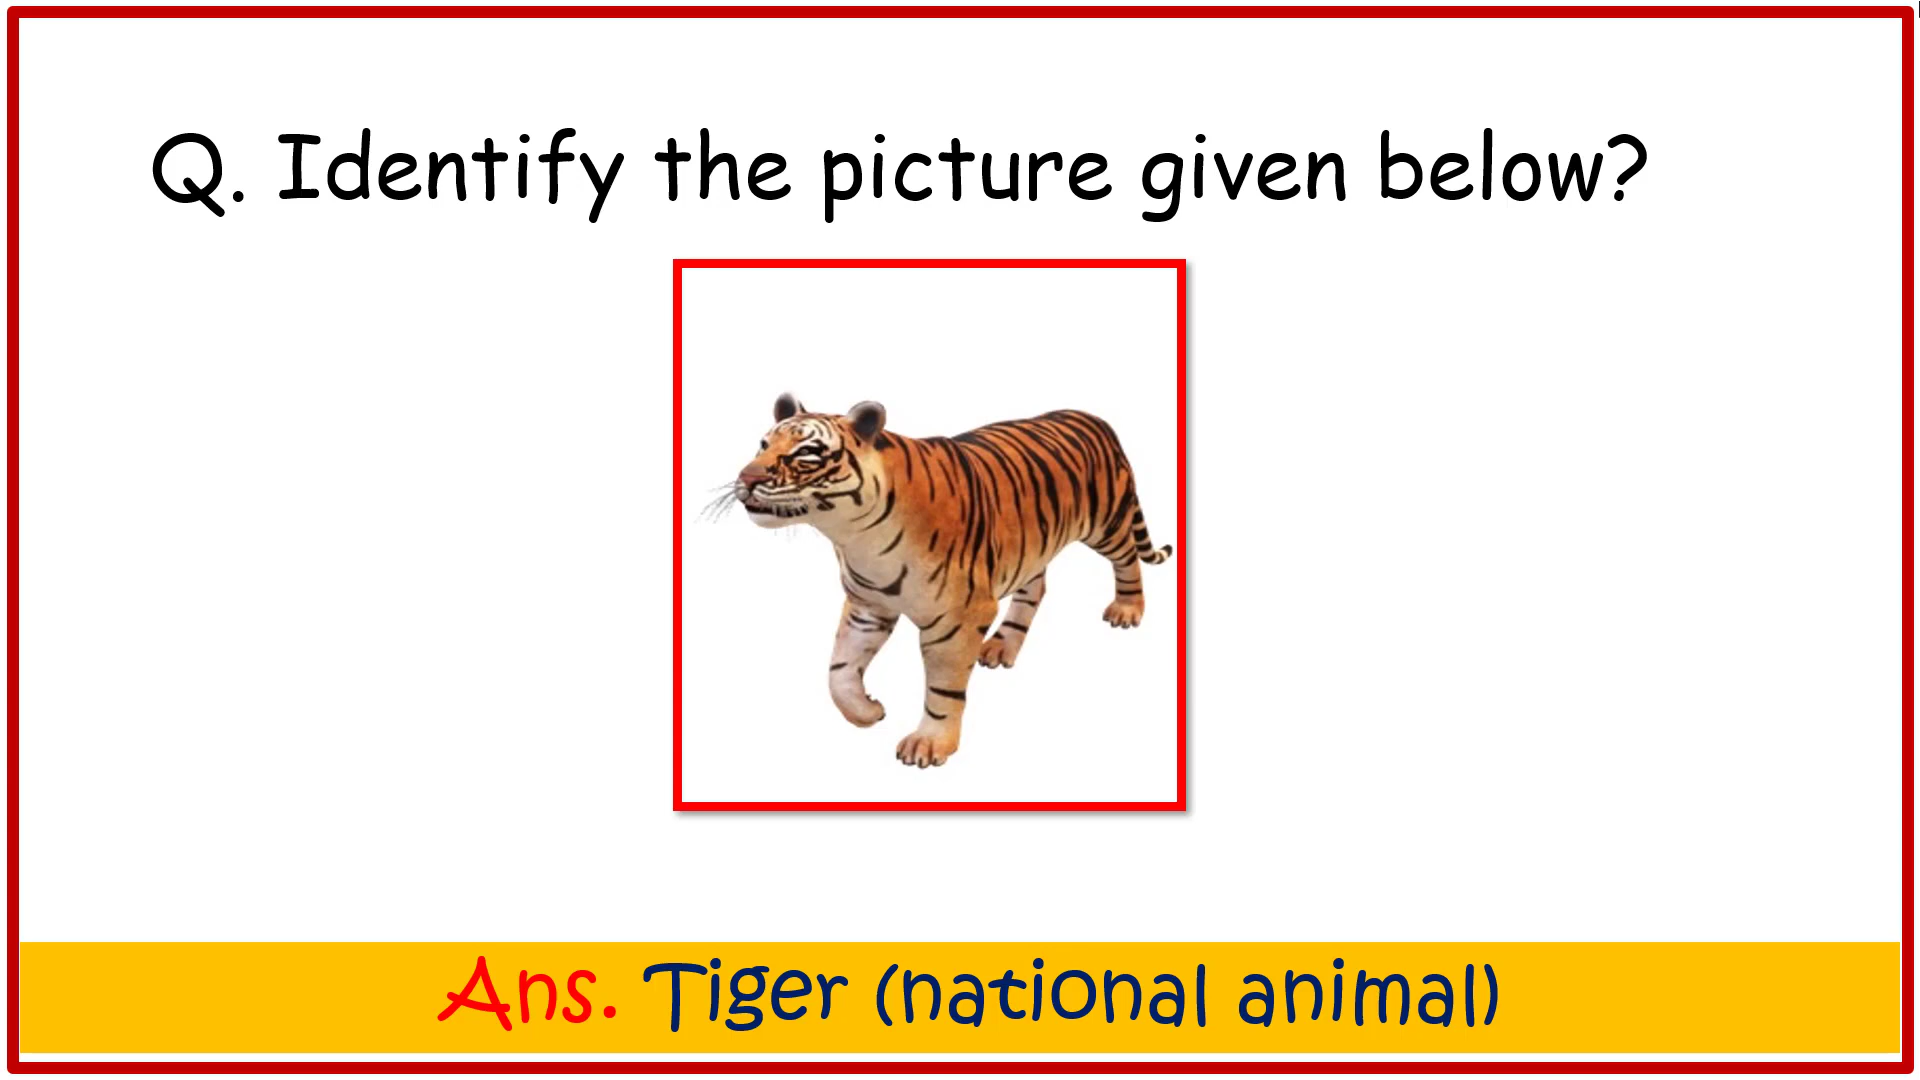 Q. Identify the picture given below?
Ans. Tiger (national animal)